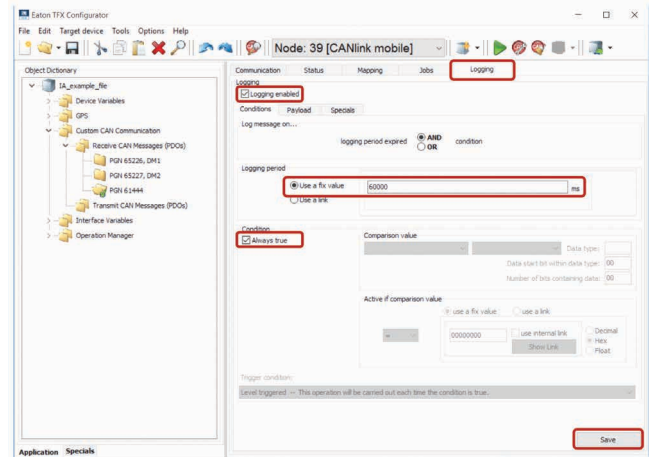 Eaton TFX Configurator
File Edit Target device Tools Options Help
Node: 39 [CANlink mobile]
Object Dictionary
IA_example_file
Device Variables
GPS
Custom CAN Communication
Receive CAN Messages (PDOs)
PGN 65226, DM1
PGN 65227, DM2
PGN 61444
Transmit CAN Messages (PDOs)
Interface Variables
Operation Manager
Application Specials
Communication Status Mapping Jobs Logging
Logging
Logging enabled
Conditions Payload Specials
Log message on...
logging period expired AND OR condition
Logging period
Use a fix value 60000 ms
Use a link
Condition
Always true
Comparison value
Data type:
Data start bit within data type: 00
Number of bits containing data: 00
Active if comparison value
use a fix value use a link
= 00000000 use internal link Decimal
Hex
Show Link Float
Trigger condition:
Level triggered -- This operation will be carried out each time the condition is true.
Save